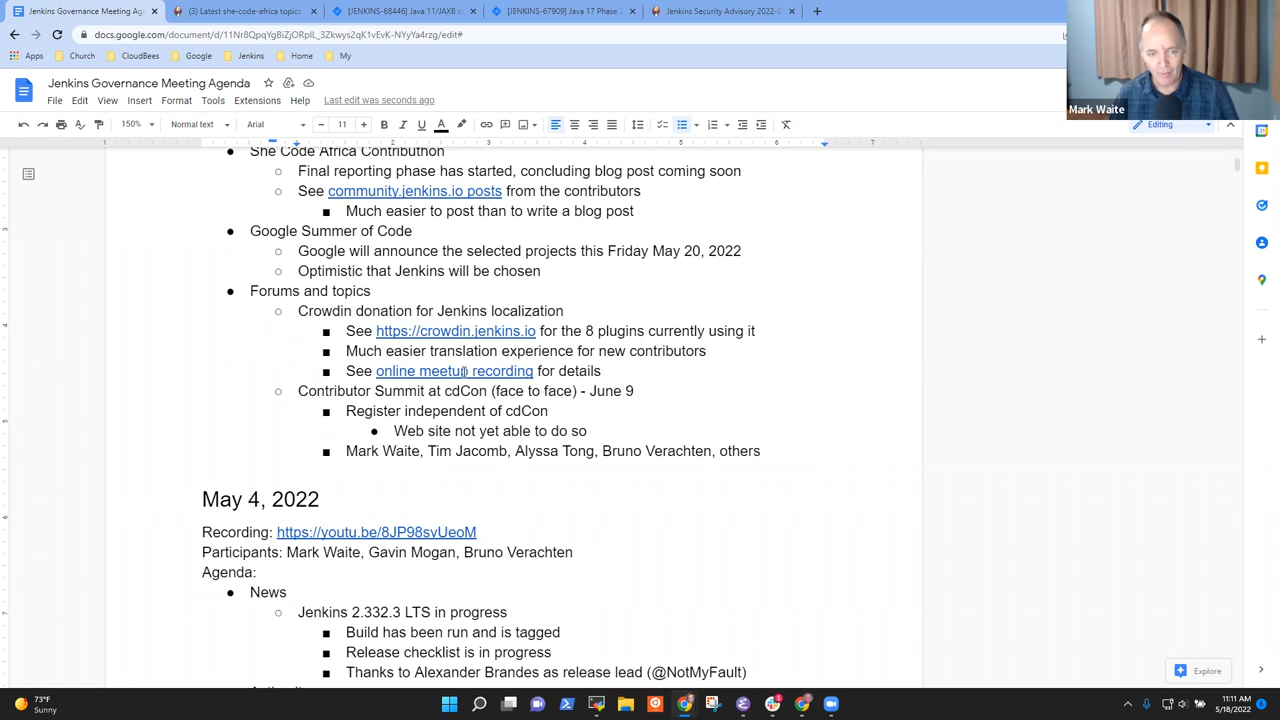 Jenkins Governance Meeting Agenda
(3) Latest she-code-africa topics
[JENKINS-68446] Java 11/JAXB c
[JENKINS-67909] Java 17 Phase
Jenkins Security Advisory 2022-0
docs.google.com/document/d/11Nr8QpqYgBiZjORpIL_3Zkwys2qK1vEvK-NYyYa4rzg/edit#
Apps
Church
CloudBees
Google
Jenkins
Home
My
Mark Waite
Jenkins Governance Meeting Agenda
File Edit View Insert Format Tools Extensions Help
Last edit was seconds ago
150%
Normal text
Arial
11
Editing
1 2 3 4 5 6 7
She Code Africa Contributhon
Final reporting phase has started, concluding blog post coming soon
See community.jenkins.io posts from the contributors
Much easier to post than to write a blog post
Google Summer of Code
Google will announce the selected projects this Friday May 20, 2022
Optimistic that Jenkins will be chosen
Forums and topics
Crowdin donation for Jenkins localization
See https://crowdin.jenkins.io for the 8 plugins currently using it
Much easier translation experience for new contributors
See online meetup recording for details
Contributor Summit at cdCon (face to face) - June 9
Register independent of cdCon
Web site not yet able to do so
Mark Waite, Tim Jacomb, Alyssa Tong, Bruno Verachten, others
May 4, 2022
Recording: https://youtu.be/8JP98svUeoM
Participants: Mark Waite, Gavin Mogan, Bruno Verachten
Agenda:
News
Jenkins 2.332.3 LTS in progress
Build has been run and is tagged
Release checklist is in progress
Thanks to Alexander Brandes as release lead (@NotMyFault)
Explore
73°F
Sunny
11:11 AM
5/18/2022